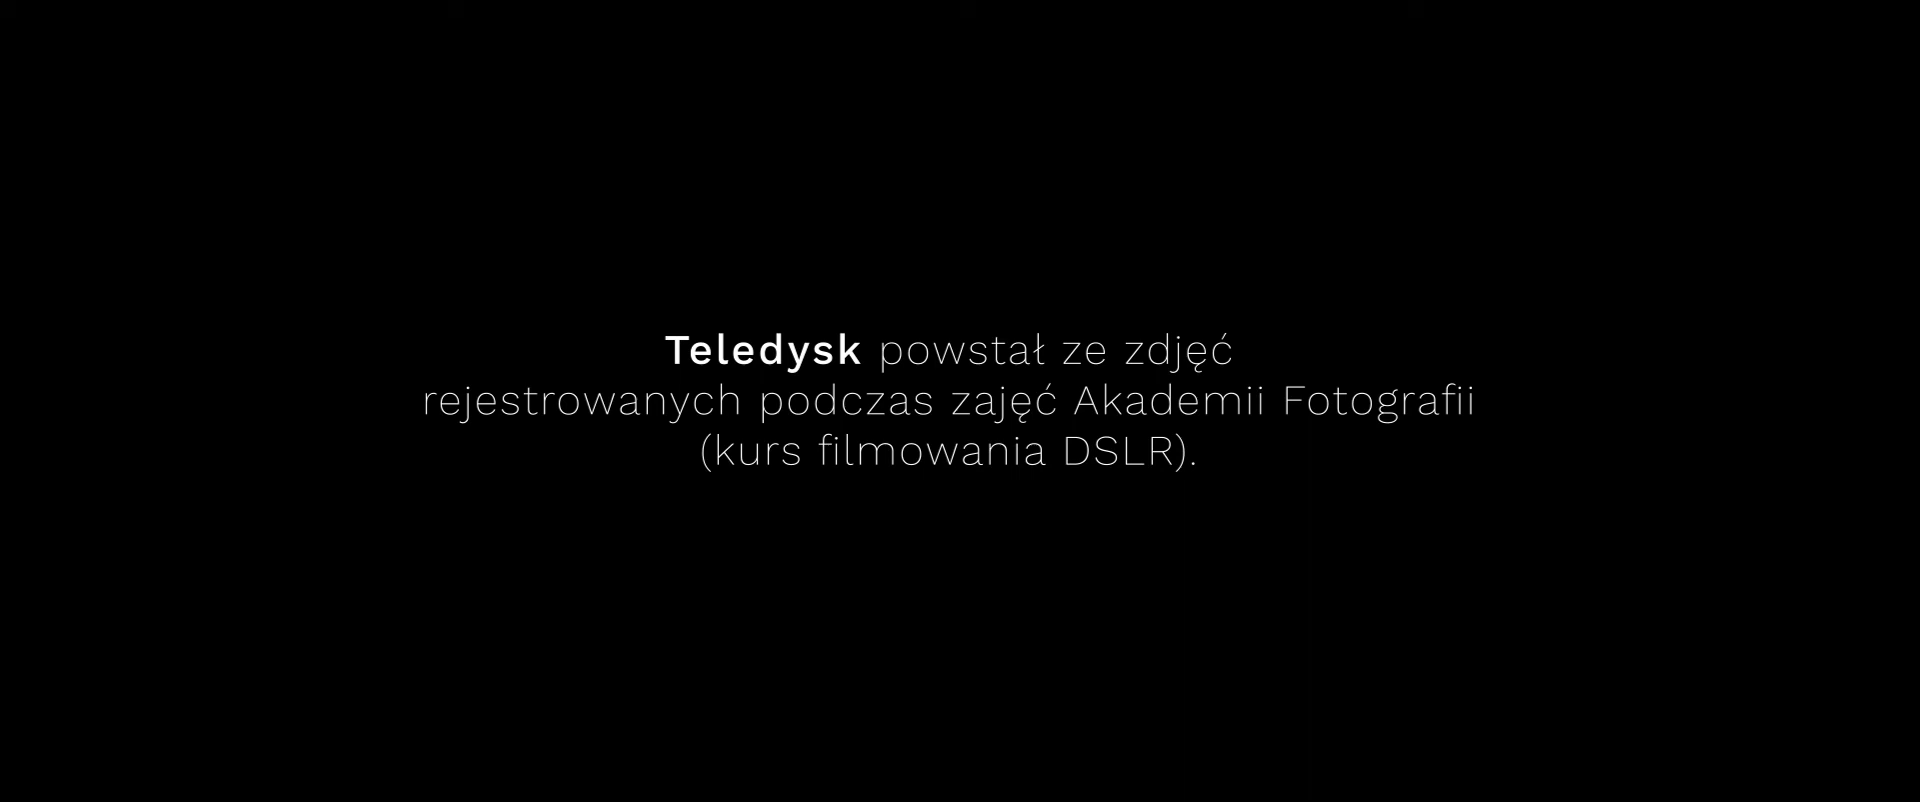 Teledysk powstał ze zdjęć
rejestrowanych podczas zajęć Akademii Fotografii
(kurs filmowania DSLR).